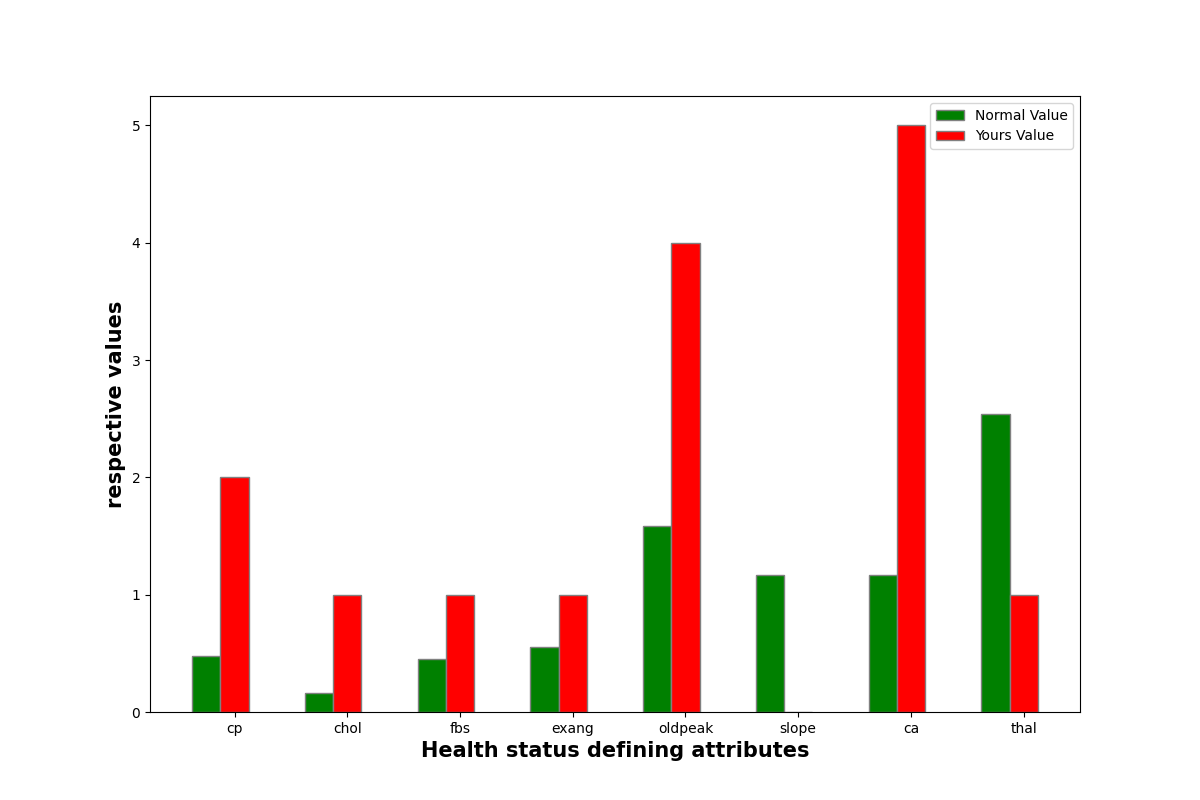 Normal Value
Yours Value
5
4
3
2
1
0
respective values
cp chol fbs exang oldpeak slope ca thal
Health status defining attributes